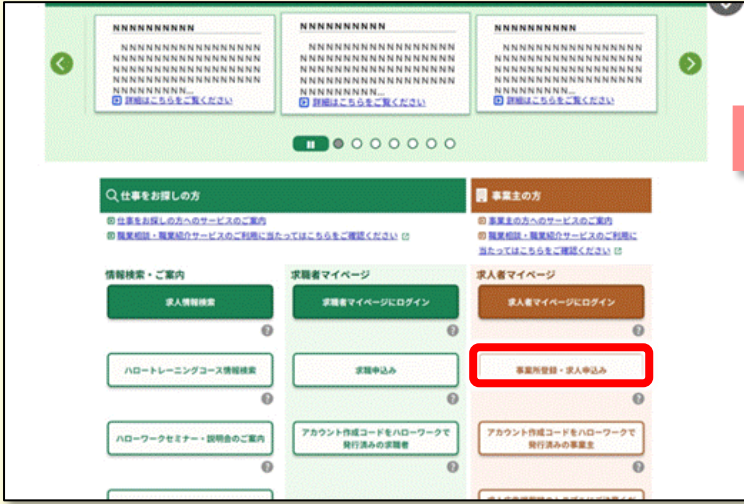 NNNNNNNNNN
NNNNNNNNNNNNNNNNN
NNNNNNNNNNNNNNNNNN
NNNNNNNNNNNNNNNNNN
NNNNNNNNNNNNNNNNNN
NNNNNNNNN...
詳細はこちらをご覧ください
NNNNNNNNNN
NNNNNNNNNNNNNNNNN
NNNNNNNNNNNNNNNNNN
NNNNNNNNNNNNNNNNNN
NNNNNNNNNNNNNNNNNN
NNNNNNNNN...
詳細はこちらをご覧ください
NNNNNNNNNN
NNNNNNNNNNNNNNNNN
NNNNNNNNNNNNNNNNNN
NNNNNNNNNNNNNNNNNN
NNNNNNNNNNNNNNNNNN
NNNNNNNNN...
詳細はこちらをご覧ください
仕事をお探しの方
仕事をお探しの方へのサービスのご案内
職業相談・職業紹介サービスのご利用に当たってはこちらをご確認ください
事業主の方
事業主の方へのサービスのご案内
職業相談・職業紹介サービスのご利用に
当たってはこちらをご確認ください
情報検索・ご案内
求人情報検索
ハロートレーニングコース情報検索
ハローワークセミナー・説明会のご案内
求職者マイページ
求職者マイページにログイン
求職申込み
アカウント作成コードをハローワークで
発行済みの求職者
求人者マイページ
求人者マイページにログイン
事業所登録・求人申込み
アカウント作成コードをハローワークで
発行済みの事業主